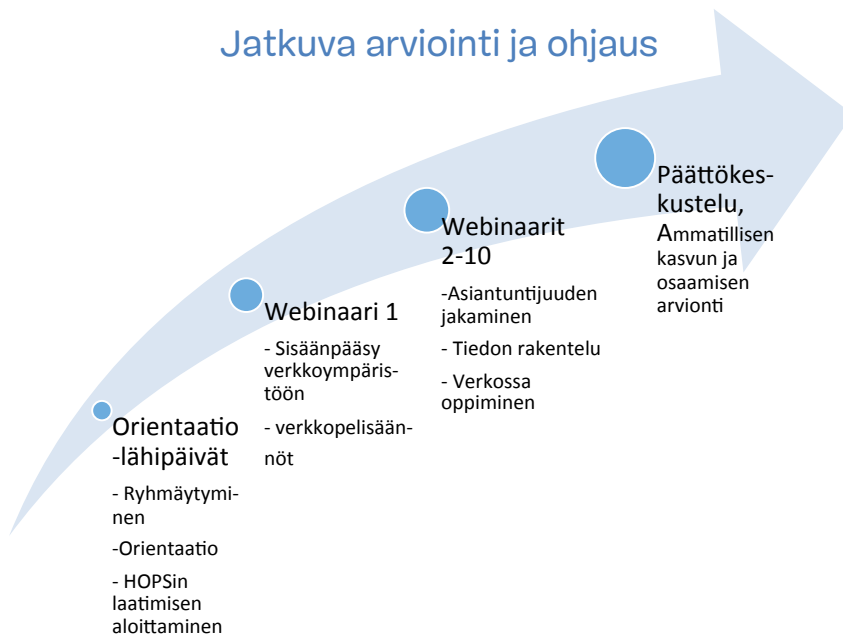 Jatkuva arviointi ja ohjaus
Orientaatio
-lähipäivät
- Ryhmäytymi-
nen
-Orientaatio
- HOPSin
laatimisen
aloittaminen
Webinaari 1
- Sisäänpääsy
verkkoympäris-
töön
- verkkopelisään-
nöt
Webinaarit
2-10
-Asiantuntijuuden
jakaminen
- Tiedon rakentelu
- Verkossa
oppiminen
Päättökes-
kustelu,
Ammatillisen
kasvun ja
osaamisen
arvionti